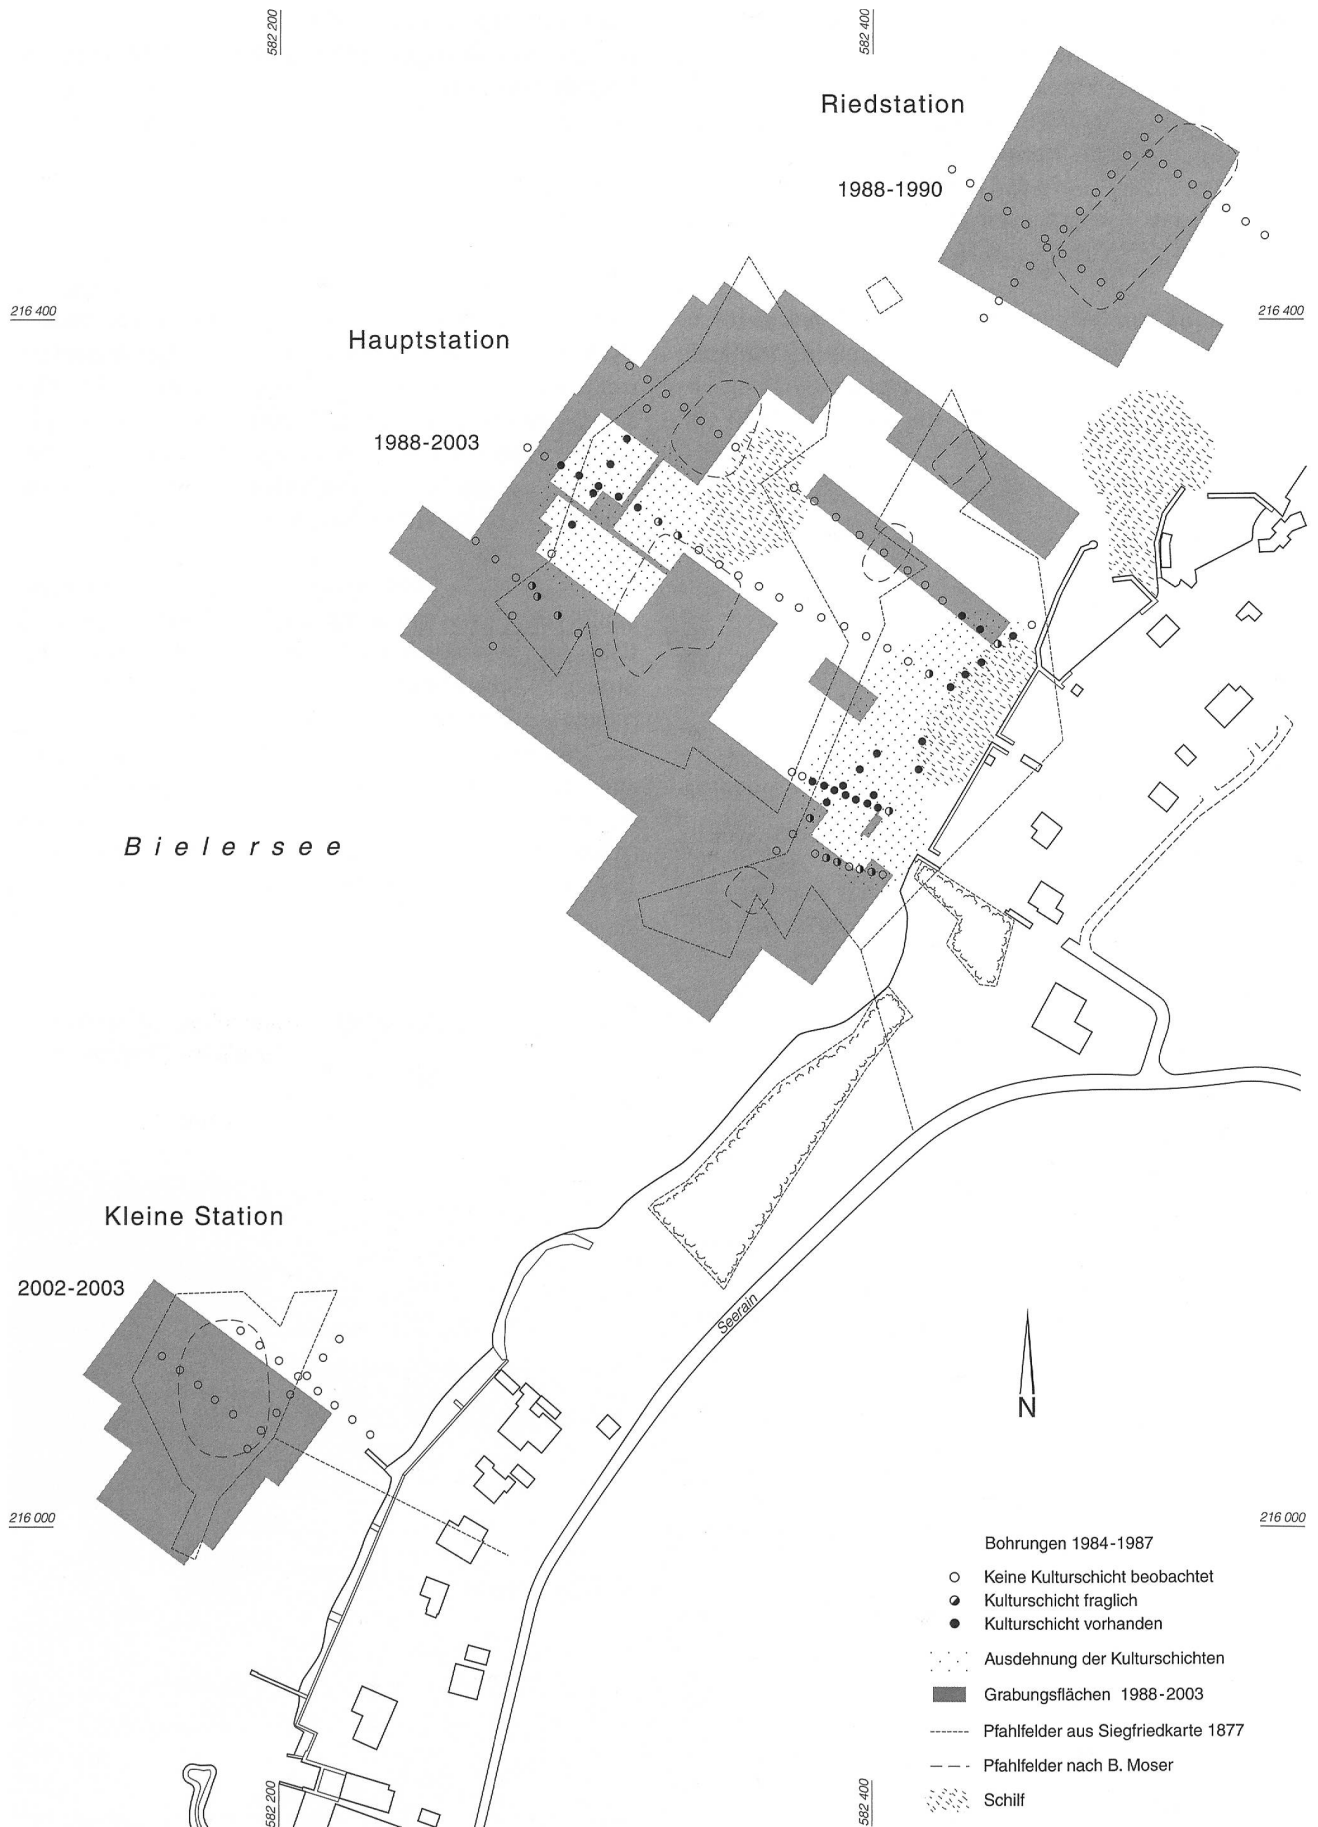 582 200
582 400
Riedstation
1988-1990
216 400
216 400
Hauptstation
1988-2003
Bielersee
Kleine Station
2002-2003
Seerain
N
216 000
216 000
Bohrungen 1984-1987
Keine Kulturschicht beobachtet
Kulturschicht fraglich
Kulturschicht vorhanden
Ausdehnung der Kulturschichten
Grabungsflächen 1988-2003
Pfahlfelder aus Siegfriedkarte 1877
Pfahlfelder nach B. Moser
Schilf
582 200
582 400